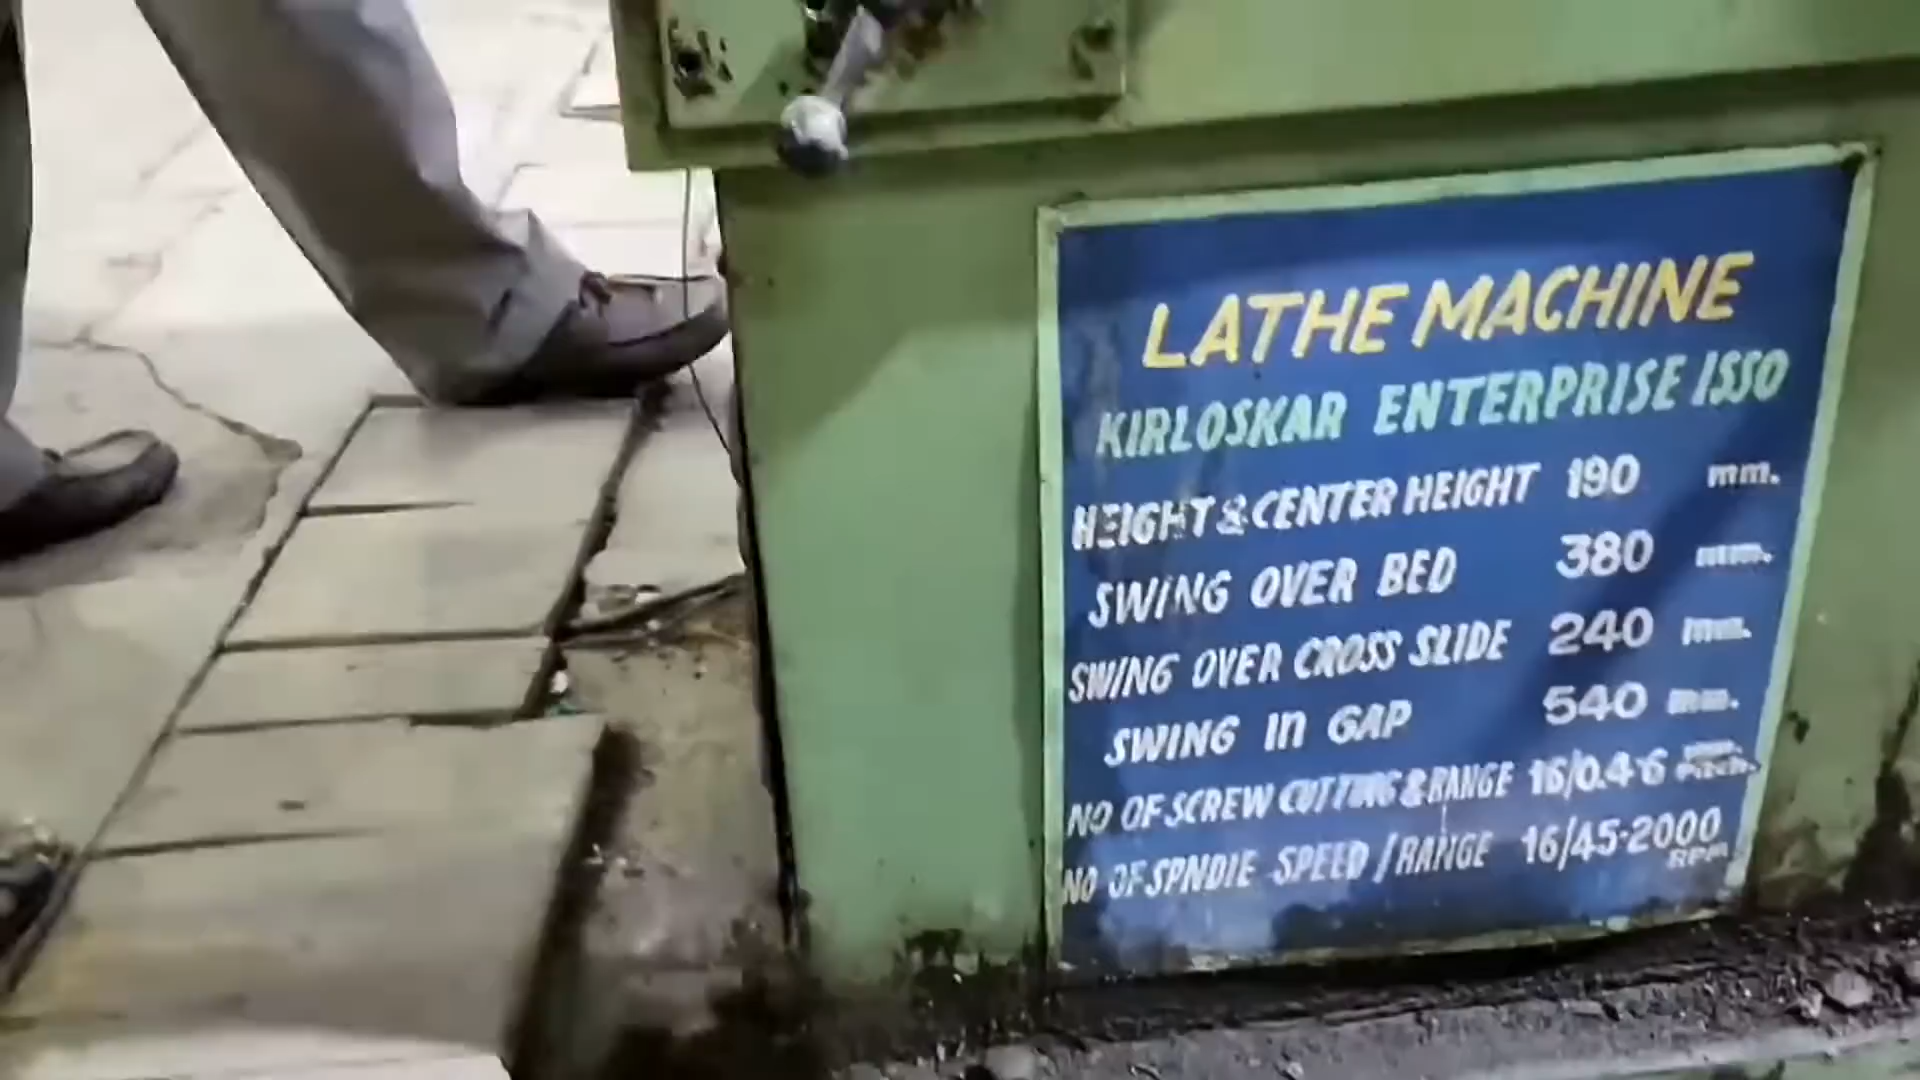 LATHE MACHINE
KIRLOSKAR ENTERPRISE ISSO
HEIGHT & CENTER HEIGHT 190 mm.
SWING OVER BED 380 mm.
SWING OVER CROSS SLIDE 240 mm.
SWING In GAP 540 mm.
NO OF SCREW CUTTING & RANGE 16/0.4-6 mm. Pitch.
NO OF SPNDIE SPEED / RANGE 16/45-2000 RPM